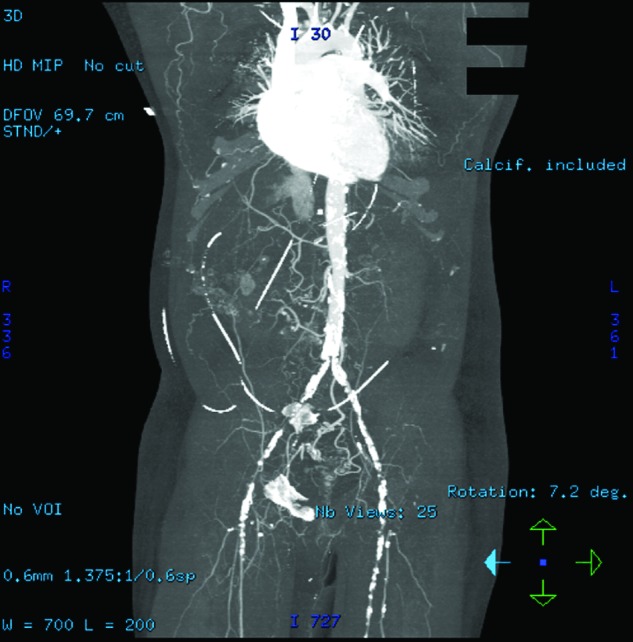 3D
I 30
HD MIP No cut
DFOV 69.7 cm
STND/+
Calcif. included
R
L
3
3
6
3
6
1
Rotation: 7.2 deg.
No VOI
Nb Views: 25
0.6mm 1.375:1/0.6sp
W = 700 L = 200
I 727